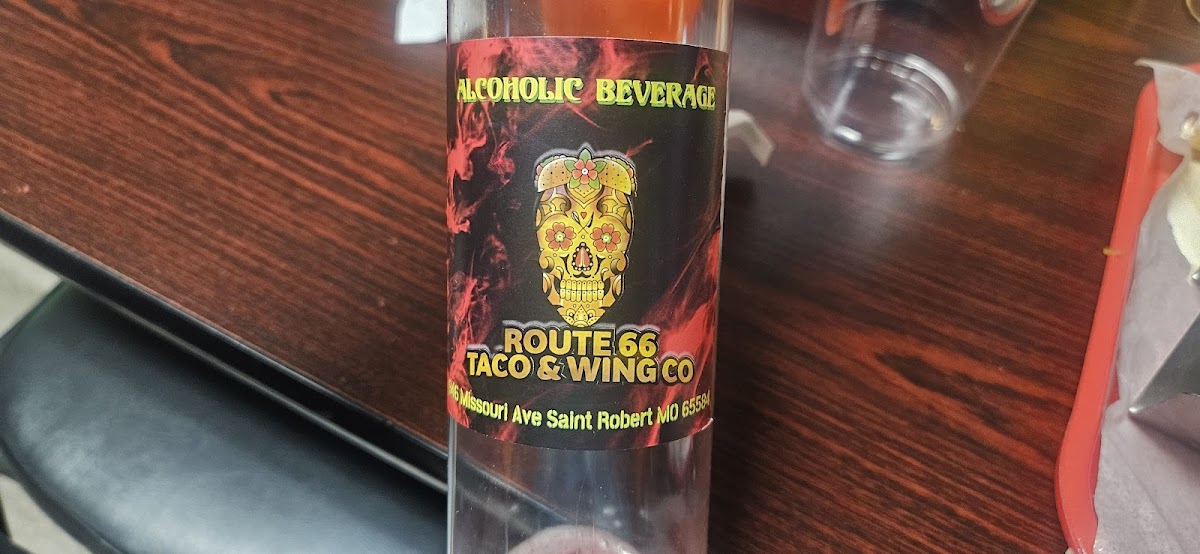 ALCOHOLIC BEVERAGE
ROUTE 66
TACO & WING CO
Missouri Ave Saint Robert MO 65584